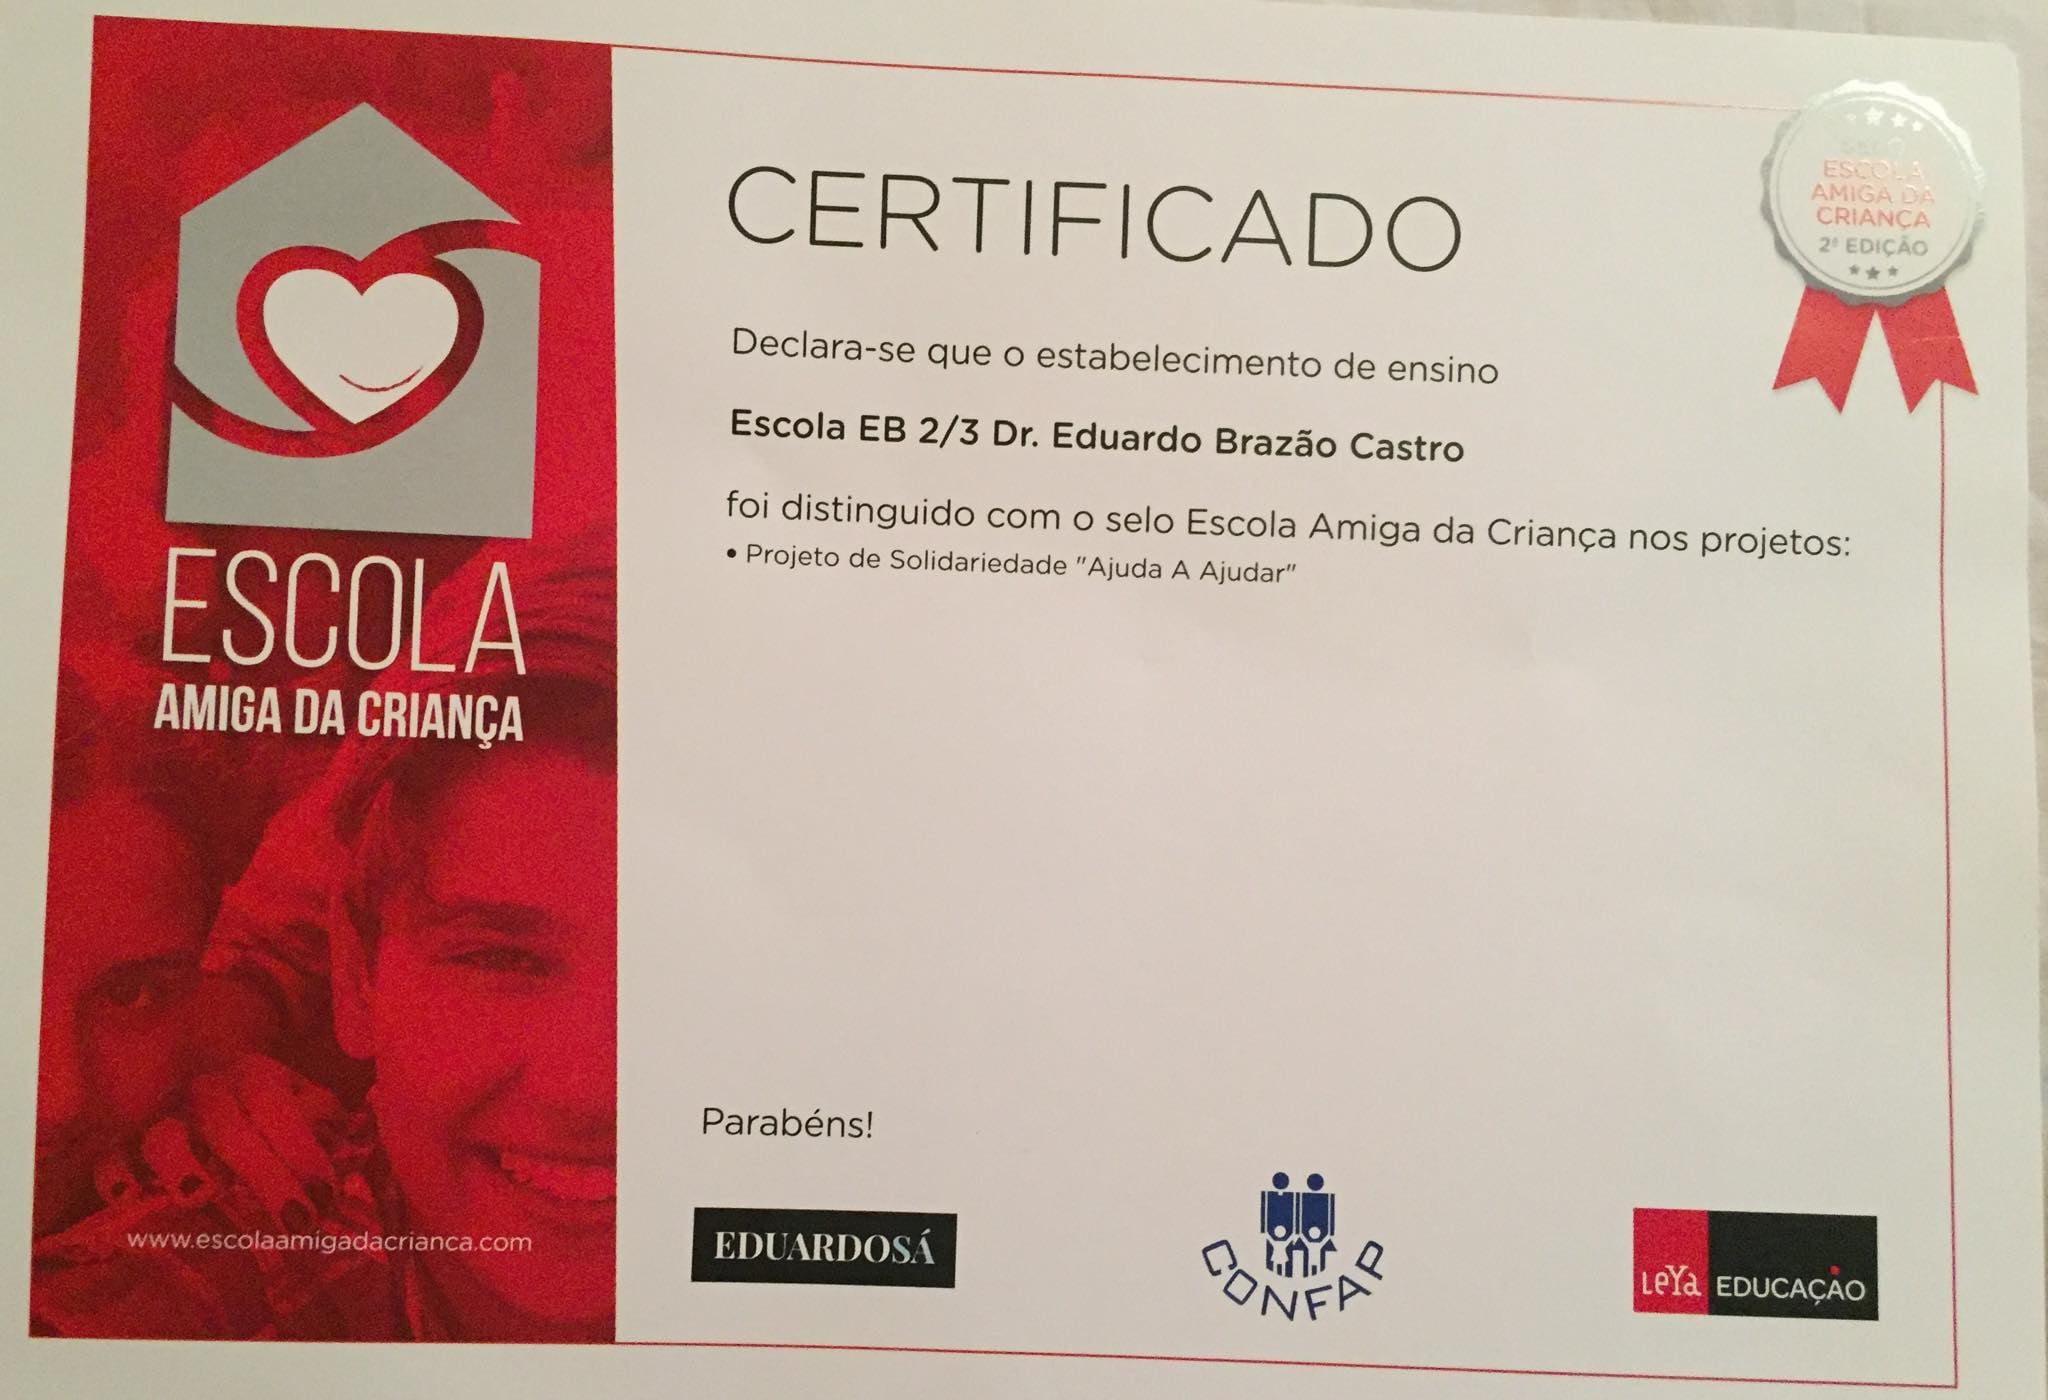 ESCOLA
AMIGA DA CRIANÇA
www.escolaamigadacrianca.com
CERTIFICADO
Declara-se que o estabelecimento de ensino
Escola EB 2/3 Dr. Eduardo Brazão Castro
foi distinguido com o selo Escola Amiga da Criança nos projetos:
• Projeto de Solidariedade "Ajuda A Ajudar"
Parabéns!
EDUARDOSÁ
CONFAP
LeYa EDUCAÇÃO
ESCOLA
AMIGA DA
CRIANÇA
2ª EDIÇÃO